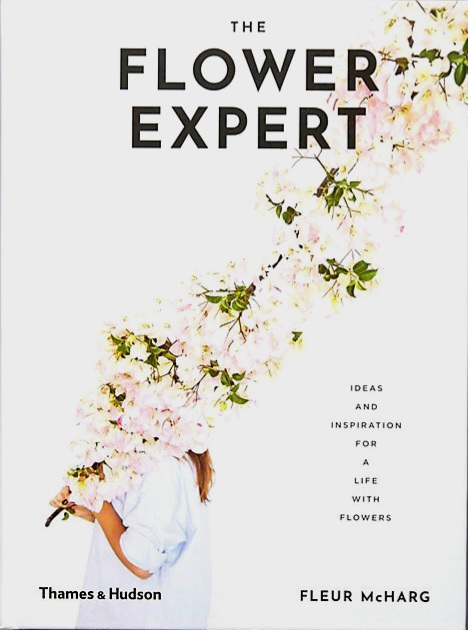 THE
FLOWER
EXPERT
IDEAS
AND
INSPIRATION
FOR
A
LIFE
WITH
FLOWERS
Thames & Hudson
FLEUR McHARG